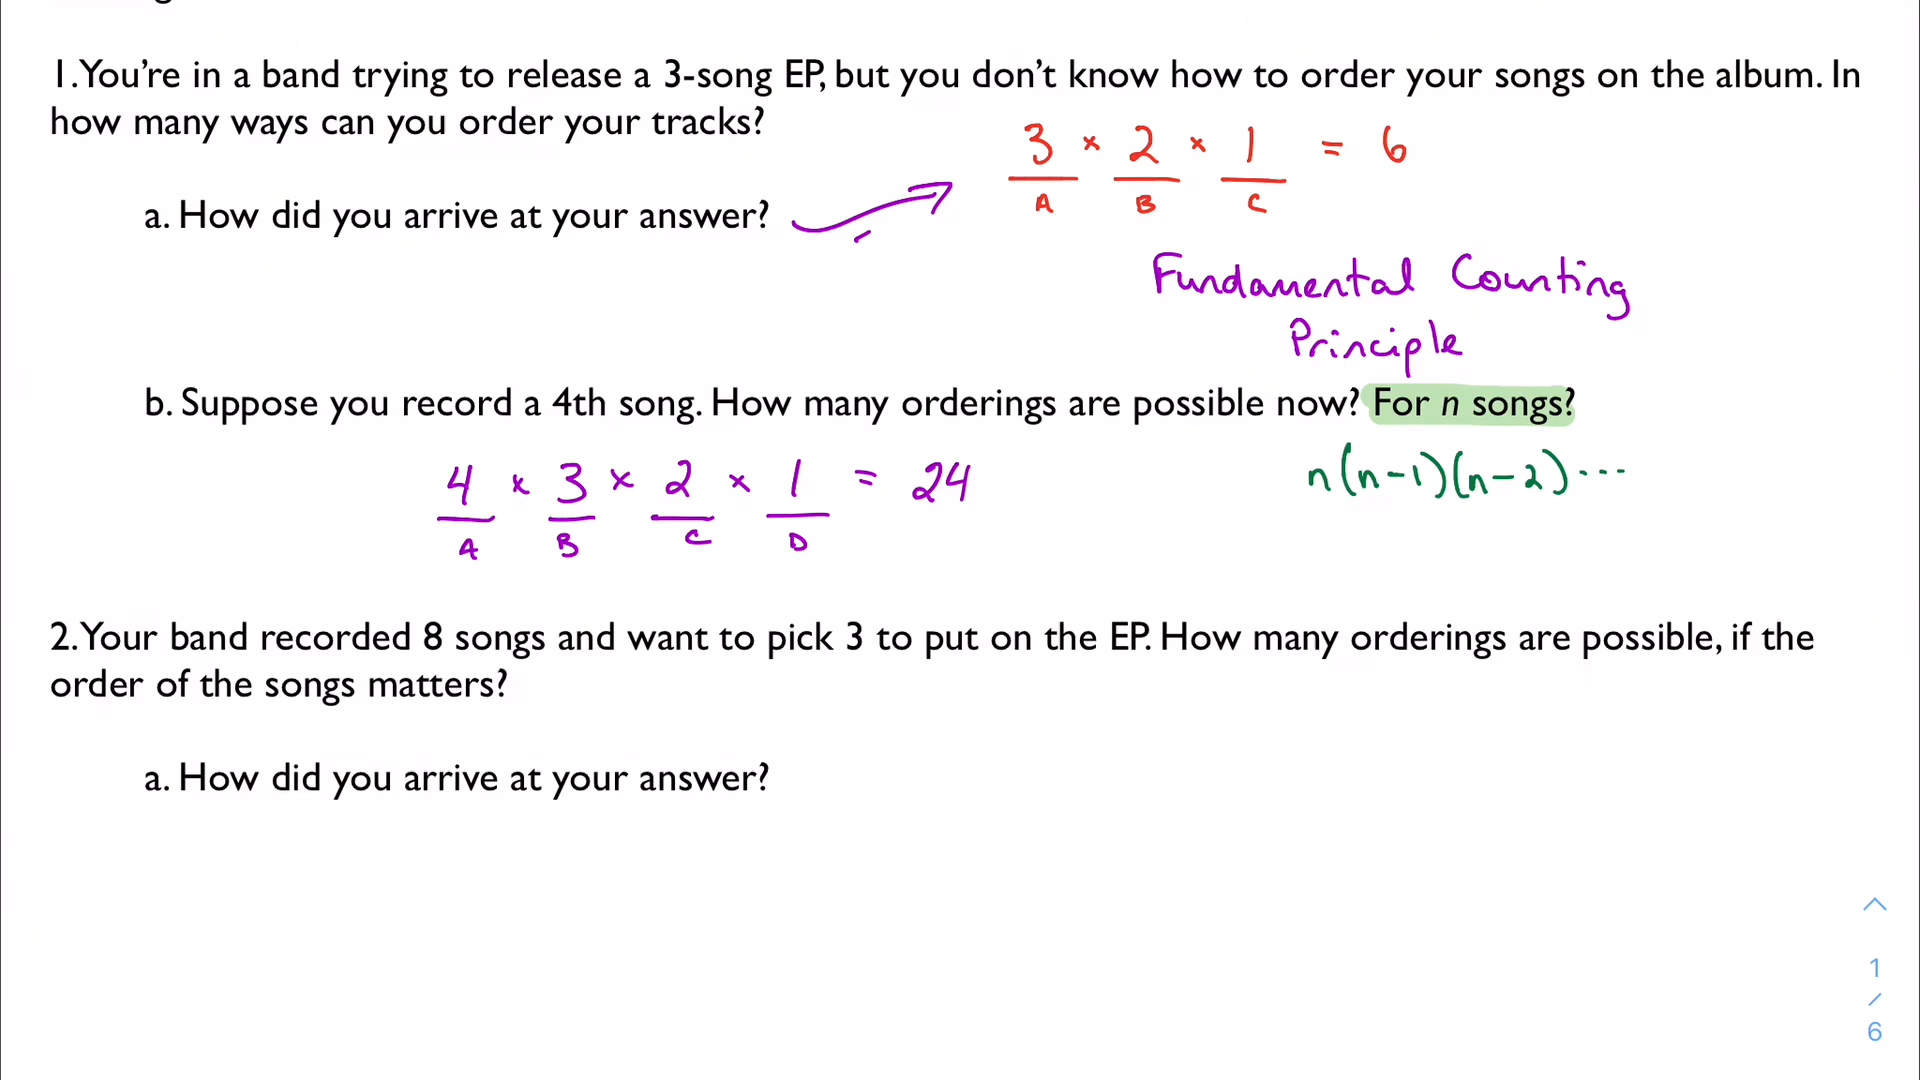 1. You're in a band trying to release a 3-song EP, but you don't know how to order your songs on the album. In
how many ways can you order your tracks?
3 × 2 × 1 = 6
A B C
a. How did you arrive at your answer?
Fundamental Counting
Principle
b. Suppose you record a 4th song. How many orderings are possible now? For n songs?
4 × 3 × 2 × 1 = 24
A B C D
n(n-1)(n-2)...
2. Your band recorded 8 songs and want to pick 3 to put on the EP. How many orderings are possible, if the
order of the songs matters?
a. How did you arrive at your answer?
1
/
6